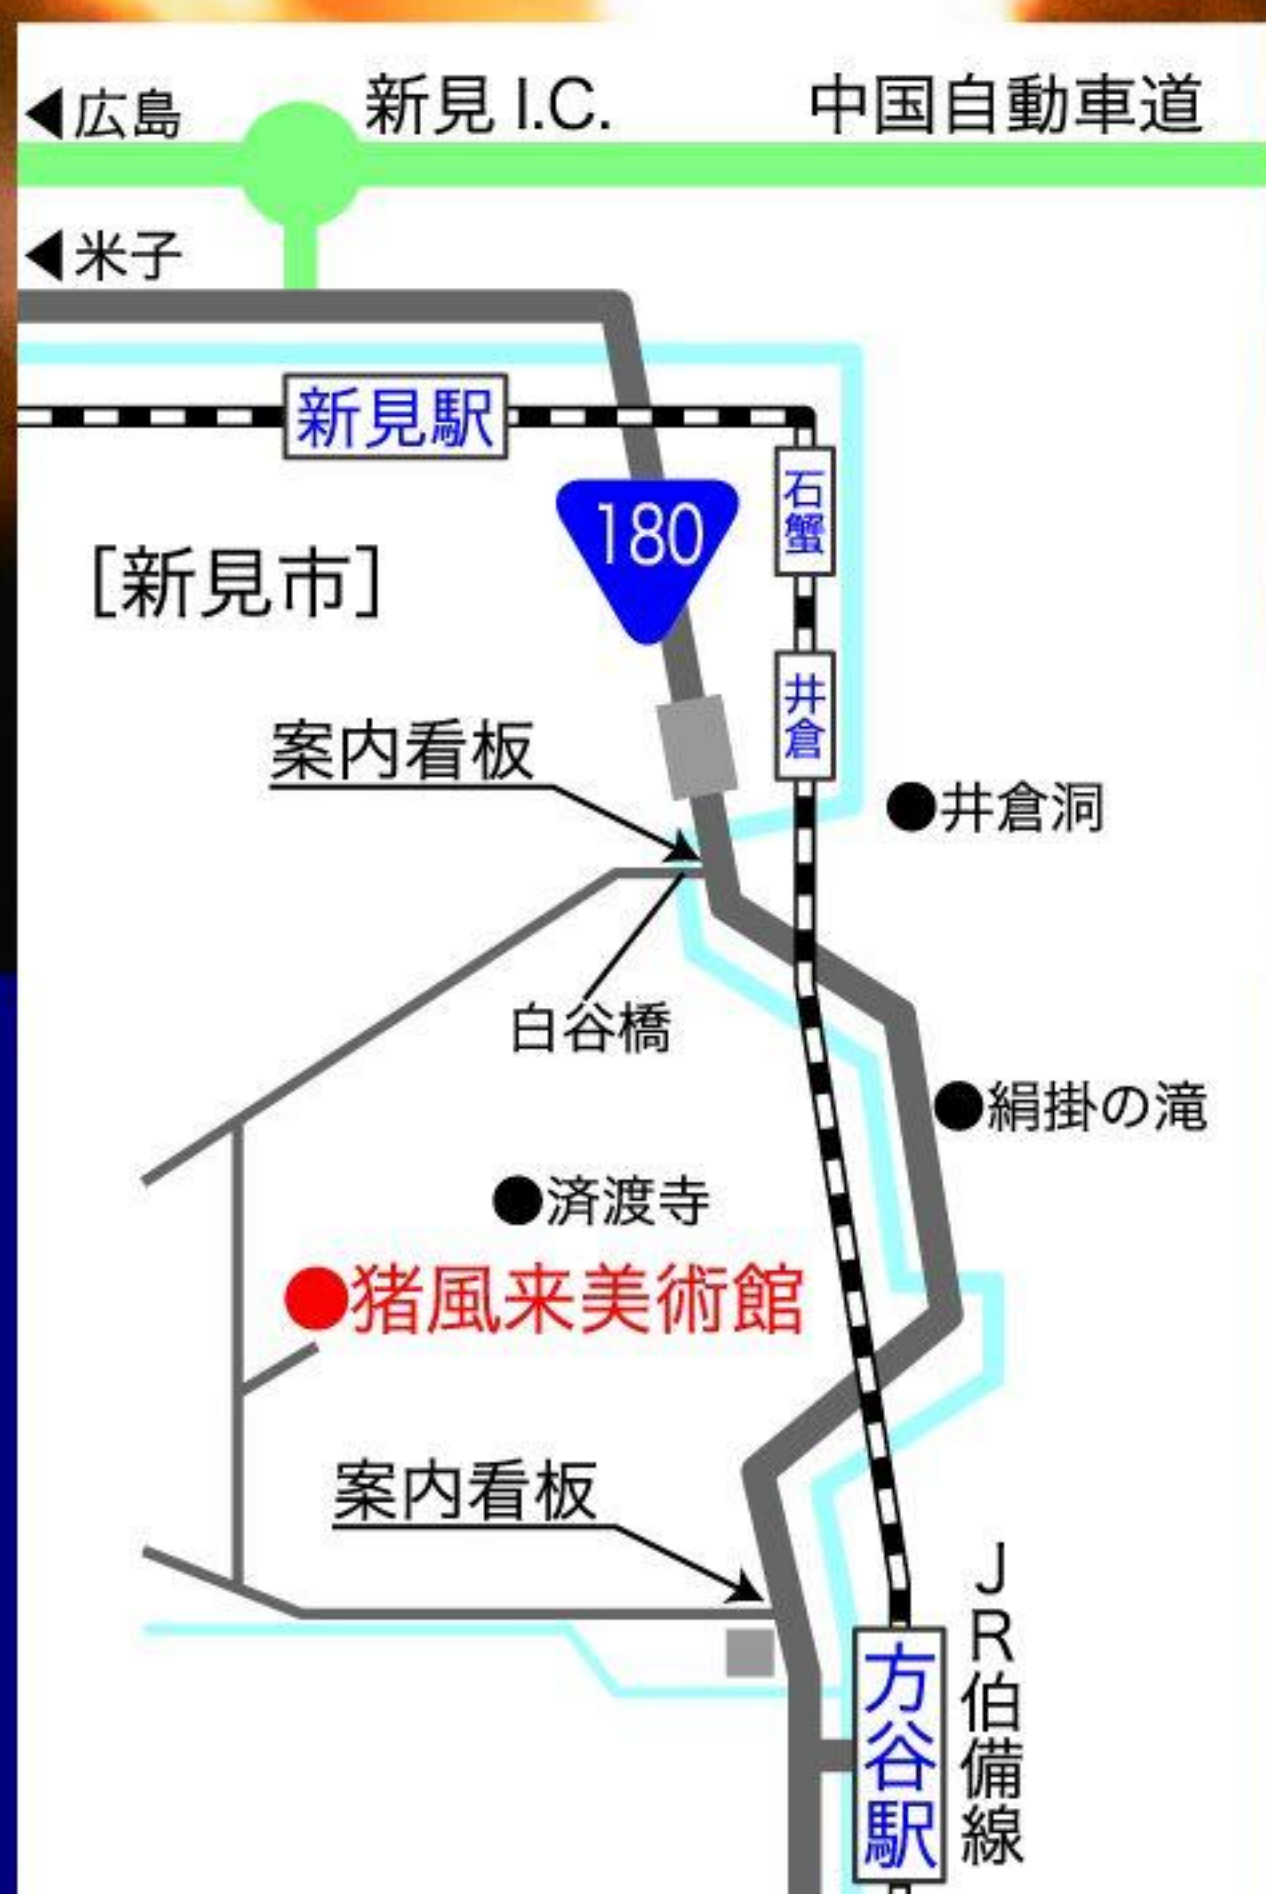 ◀広島
新見 I.C.
中国自動車道
◀米子
新見駅
石蟹
180
[新見市]
井倉
案内看板
●井倉洞
白谷橋
●絹掛の滝
●済渡寺
●猪風来美術館
案内看板
JR伯備線
方谷駅